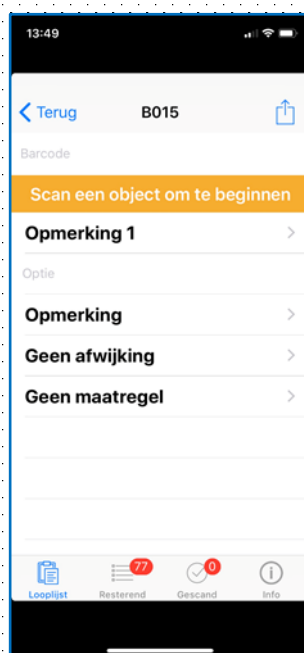 13:49
Terug B015
Barcode
Scan een object om te beginnen
Opmerking 1
Optie
Opmerking
Geen afwijking
Geen maatregel
77 0
Looplijst Resterend Gescand Info